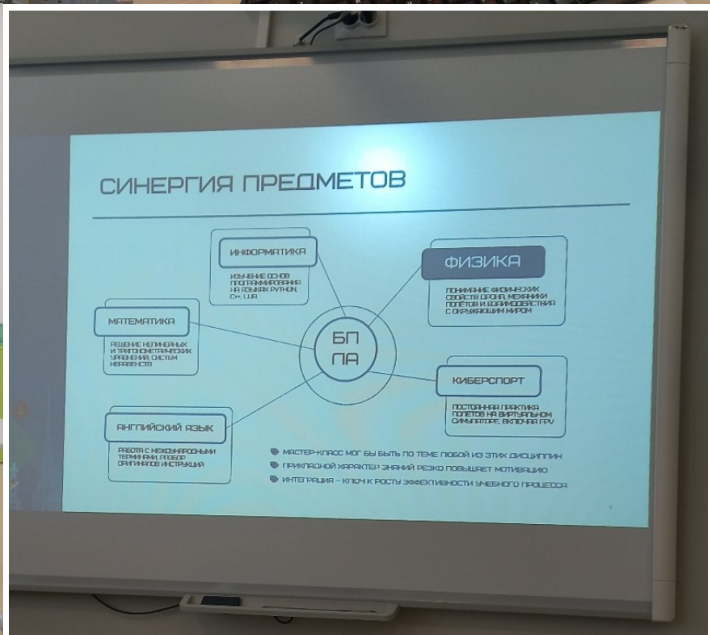 СИНЕРГИЯ ПРЕДМЕТОВ
ИНФОРМАТИКА
ИЗУЧЕНИЕ ОСНОВ
ПРОГРАММИРОВАНИЯ
НА ЯЗЫКАХ PYTHON,
C++, LUA
ФИЗИКА
ПОНИМАНИЕ ФИЗИЧЕСКИХ
СВОЙСТВ ДРОНА, МЕХАНИКИ
ПОЛЁТОВ И ВЗАИМОДЕЙСТВИЯ
С ОКРУЖАЮЩИМ МИРОМ
МАТЕМАТИКА
РЕШЕНИЕ НЕЛИНЕЙНЫХ
И ТРИГОНОМЕТРИЧЕСКИХ
УРАВНЕНИЙ, СИСТЕМ
НЕРАВЕНСТВ
БП
ЛА
КИБЕРСПОРТ
ПОСТОЯННАЯ ПРАКТИКА
ПОЛЁТОВ НА ВИРТУАЛЬНОМ
СИМУЛЯТОРЕ, ВКЛЮЧАЯ FPV
АНГЛИЙСКИЙ ЯЗЫК
РАБОТА С МЕЖДУНАРОДНЫМИ
ТЕРМИНАМИ, РАЗБОР
ОРИГИНАЛОВ ИНСТРУКЦИЙ
МАСТЕР-КЛАСС МОГ БЫ БЫТЬ ПО ТЕМЕ ЛЮБОЙ ИЗ ЭТИХ ДИСЦИПЛИН
ПРИКЛАДНОЙ ХАРАКТЕР ЗНАНИЙ РЕЗКО ПОВЫШАЕТ МОТИВАЦИЮ
ИНТЕГРАЦИЯ – КЛЮЧ К РОСТУ ЭФФЕКТИВНОСТИ УЧЕБНОГО ПРОЦЕССА